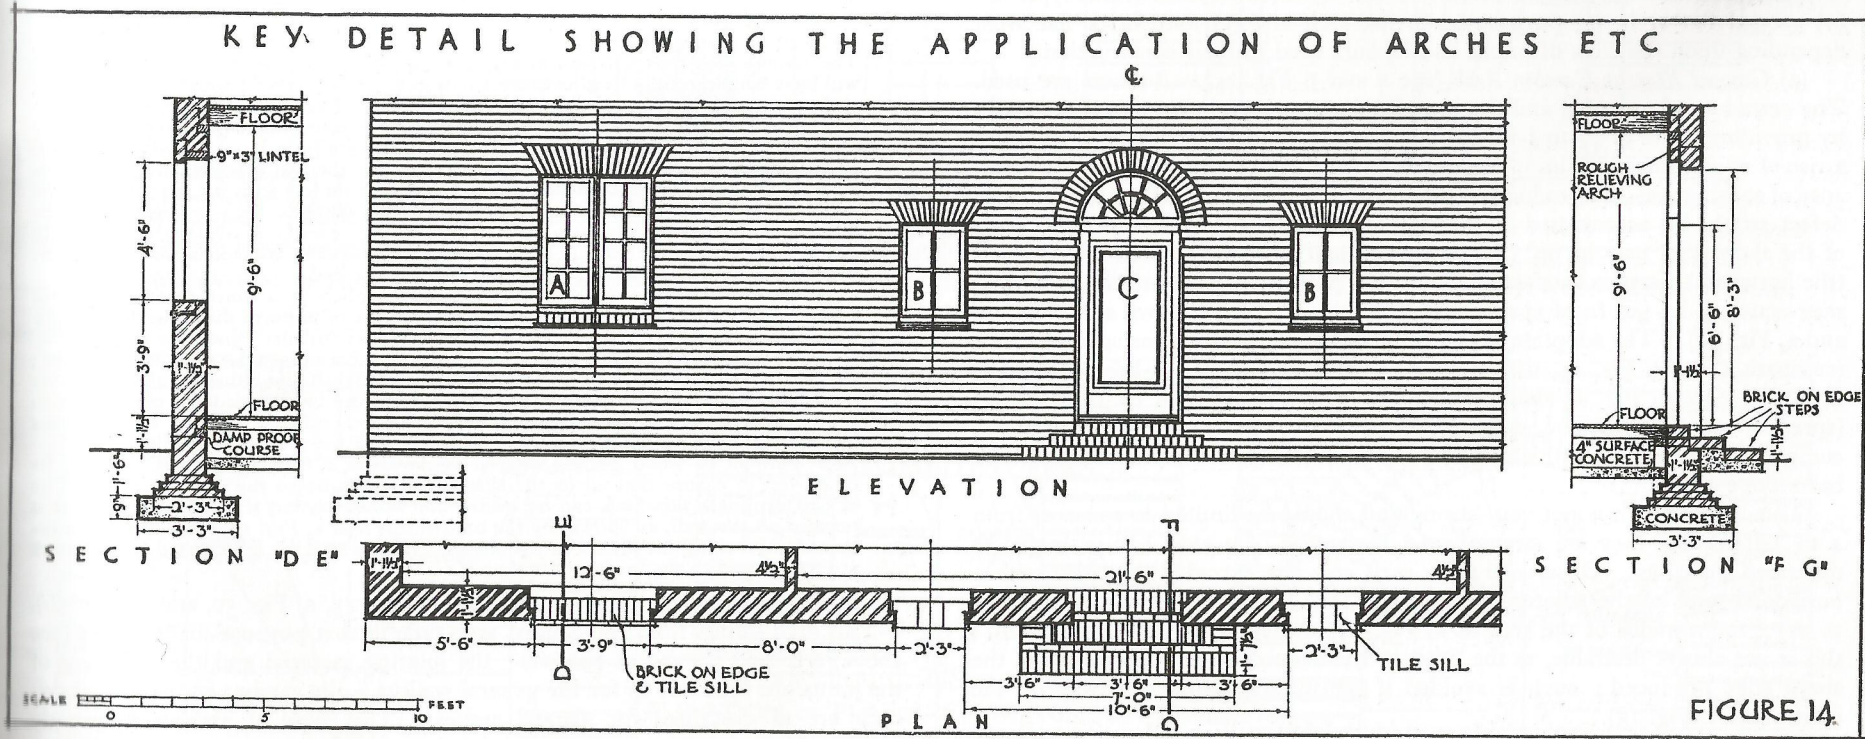 KEY DETAIL SHOWING THE APPLICATION OF ARCHES ETC
℄
FLOOR
9"×3" LINTEL
4'-6"
9'-6"
3'-9"
1'-1½"
FLOOR
1'-1½"
DAMP PROOF
COURSE
1'-6"
9"
2'-3"
3'-3"
SECTION "DE"
A
B
C
B
ELEVATION
FLOOR
ROUGH
RELIEVING
ARCH
9'-6"
6'-6"
8'-3"
1'-1½"
BRICK ON EDGE
STEPS
FLOOR
4" SURFACE
CONCRETE
1'-1½"
1'-1½"
CONCRETE
3'-3"
SECTION "FG"
E
F
1'-1½"
12'-6"
4½"
21'-6"
4½"
1'-1½"
5'-6"
3'-9"
8'-0"
2'-3"
1'-7½"
2'-3"
D
BRICK ON EDGE
& TILE SILL
TILE SILL
3'-6"
3'-6"
3'-6"
7'-0"
10'-6"
G
SCALE
FEET
0
5
10
PLAN
FIGURE 14.